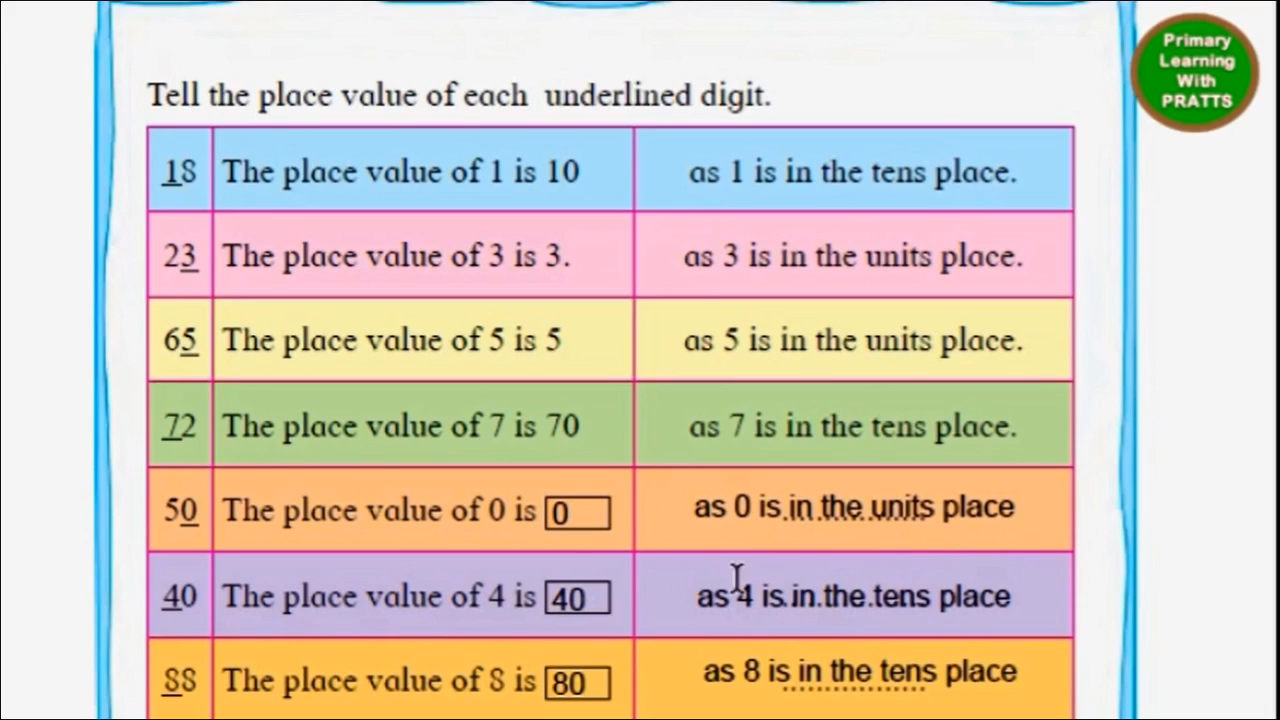 Primary
Learning
With
PRATTS
Tell the place value of each underlined digit.
18 The place value of 1 is 10 as 1 is in the tens place.
23 The place value of 3 is 3. as 3 is in the units place.
65 The place value of 5 is 5 as 5 is in the units place.
72 The place value of 7 is 70 as 7 is in the tens place.
50 The place value of 0 is 0 as 0 is in the units place
40 The place value of 4 is 40 as 4 is in the tens place
88 The place value of 8 is 80 as 8 is in the tens place